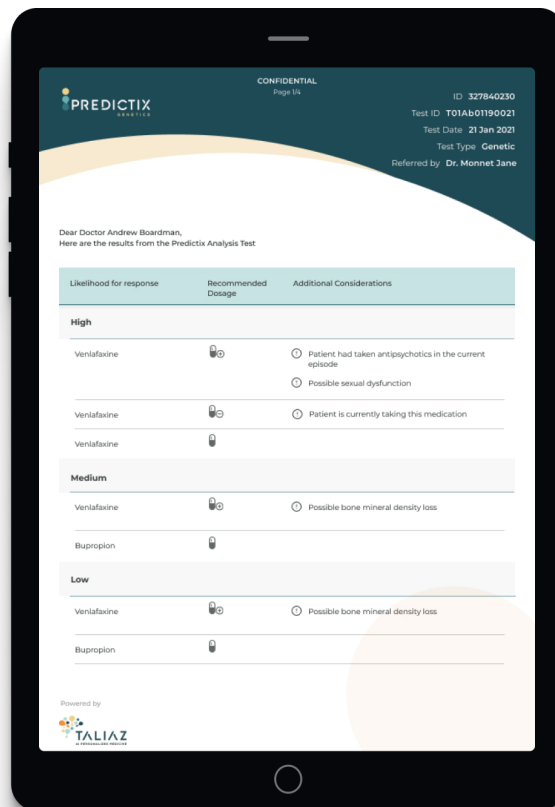 CONFIDENTIAL
Page 1/4
PREDICTIX
GENETICS
ID 327840230
Test ID T01Ab01190021
Test Date 21 Jan 2021
Test Type Genetic
Referred by Dr. Monnet Jane
Dear Doctor Andrew Boardman,
Here are the results from the Predictix Analysis Test
Likelihood for response Recommended Dosage Additional Considerations
High
Venlafaxine Patient had taken antipsychotics in the current
episode
Possible sexual dysfunction
Venlafaxine Patient is currently taking this medication
Venlafaxine
Medium
Venlafaxine Possible bone mineral density loss
Bupropion
Low
Venlafaxine Possible bone mineral density loss
Bupropion
Powered by
TALIAZ
AI PERSONALIZED MEDICINE